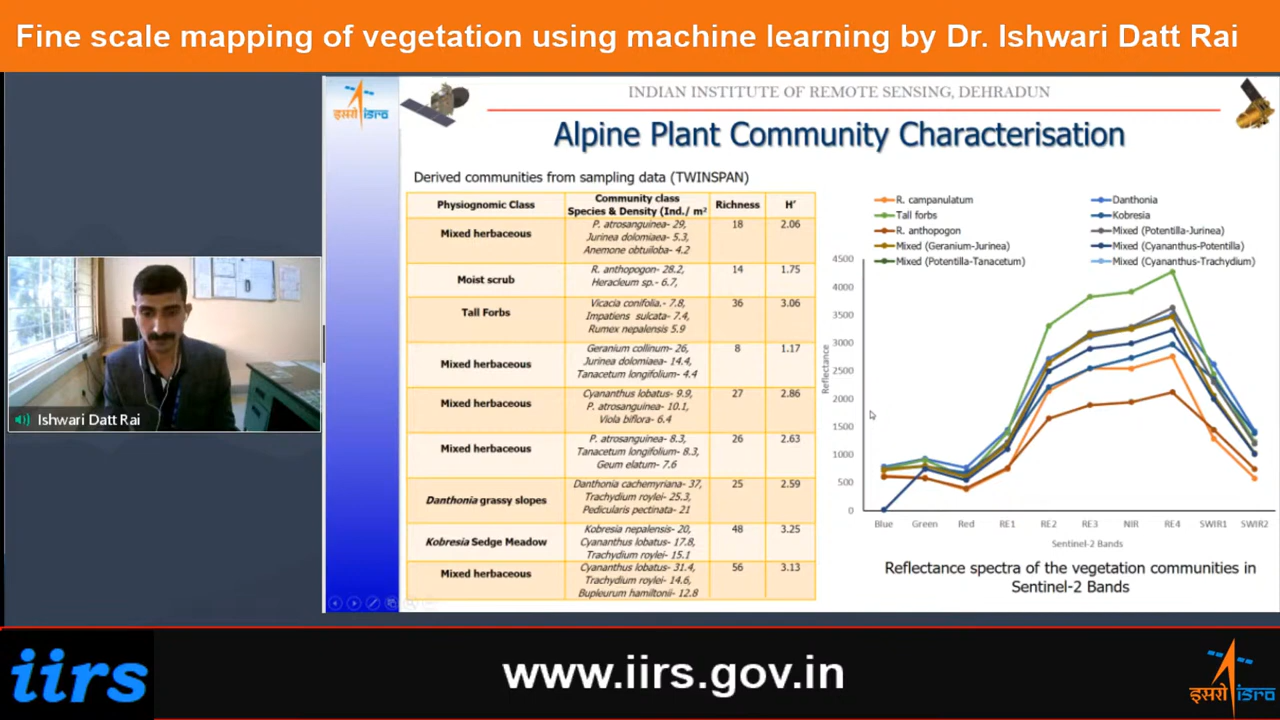 Fine scale mapping of vegetation using machine learning by Dr. Ishwari Datt Rai
इसरो isro
INDIAN INSTITUTE OF REMOTE SENSING, DEHRADUN
Alpine Plant Community Characterisation
Derived communities from sampling data (TWINSPAN)
Physiognomic Class
Community class
Species & Density (Ind./ m²
Richness
H'
Mixed herbaceous
P. atrosanguinea- 29,
Jurinea dolomiaea- 5.3,
Anemone obtuiloba- 4.2
18
2.06
Moist scrub
R. anthopogon- 28.2,
Heracleum sp.- 6.7,
14
1.75
Tall Forbs
Vicacia conifolia.- 7.8,
Impatiens sulcata- 7.4,
Rumex nepalensis 5.9
36
3.06
Mixed herbaceous
Geranium collinum- 26,
Jurinea dolomiaea- 14.4,
Tanacetum longifolium- 4.4
8
1.17
Mixed herbaceous
Cyananthus lobatus- 9.9,
P. atrosanguinea- 10.1,
Viola biflora- 6.4
27
2.86
Mixed herbaceous
P. atrosanguinea- 8.3,
Tanacetum longifolium- 8.3,
Geum elatum- 7.6
26
2.63
Danthonia grassy slopes
Danthonia cachemyriana- 37,
Trachydium roylei- 25.3,
Pedicularis pectinata- 21
25
2.59
Kobresia Sedge Meadow
Kobresia nepalensis- 20,
Cyananthus lobatus- 17.8,
Trachydium roylei- 15.1
48
3.25
Mixed herbaceous
Cyananthus lobatus- 31.4,
Trachydium roylei- 14.6,
Bupleurum hamiltonii- 12.8
56
3.13
R. campanulatum
Danthonia
Tall forbs
Kobresia
R. anthopogon
Mixed (Potentilla-Jurinea)
Mixed (Geranium-Jurinea)
Mixed (Cyananthus-Potentilla)
Mixed (Potentilla-Tanacetum)
Mixed (Cyananthus-Trachydium)
4500
4000
3500
3000
2500
2000
1500
1000
500
0
Reflectance
Blue Green Red RE1 RE2 RE3 NIR RE4 SWIR1 SWIR2
Sentinel-2 Bands
Reflectance spectra of the vegetation communities in
Sentinel-2 Bands
Ishwari Datt Rai
iirs
www.iirs.gov.in
इसरो isro